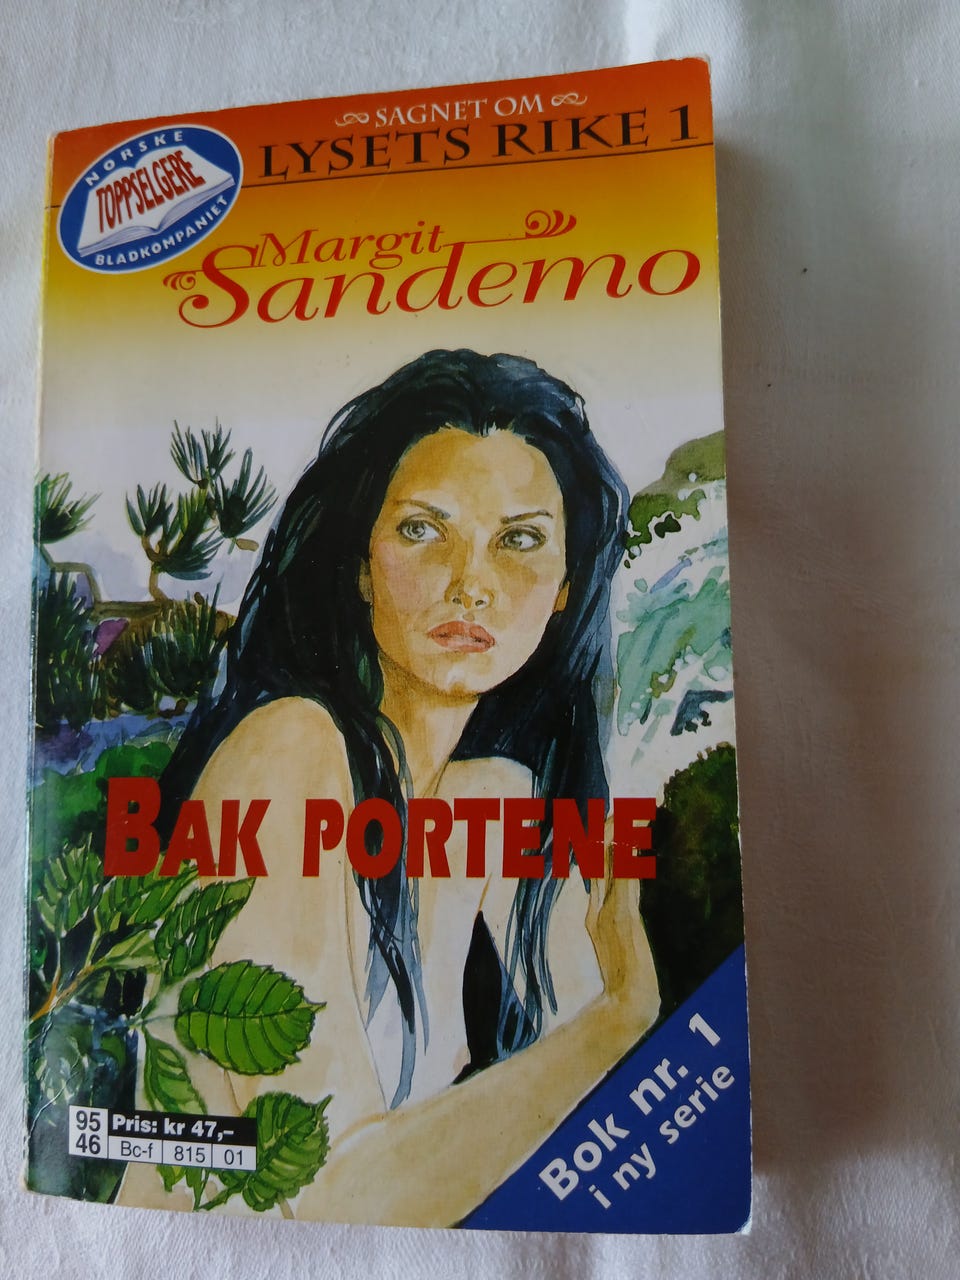 SAGNET OM
LYSETS RIKE 1
NORSKE
TOPPSELGERE
BLADKOMPANIET
Margit
Sandemo
BAK PORTENE
95
46
Pris: kr 47,–
Bc-f 815 01
Bok nr. 1
i ny serie